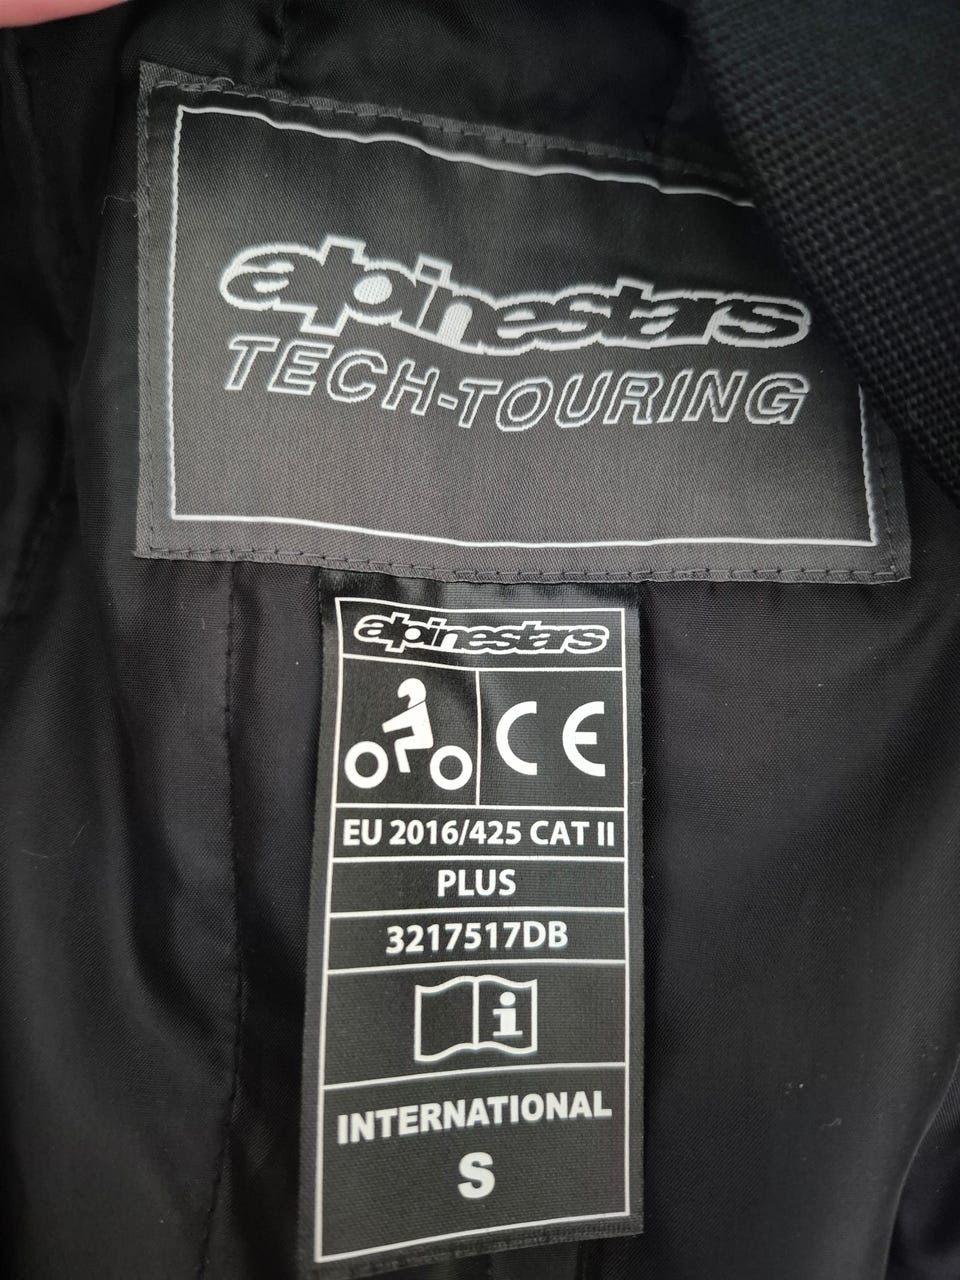 alpinestars
TECH-TOURING
alpinestars
CE
EU 2016/425 CAT II
PLUS
3217517DB
i
INTERNATIONAL
S